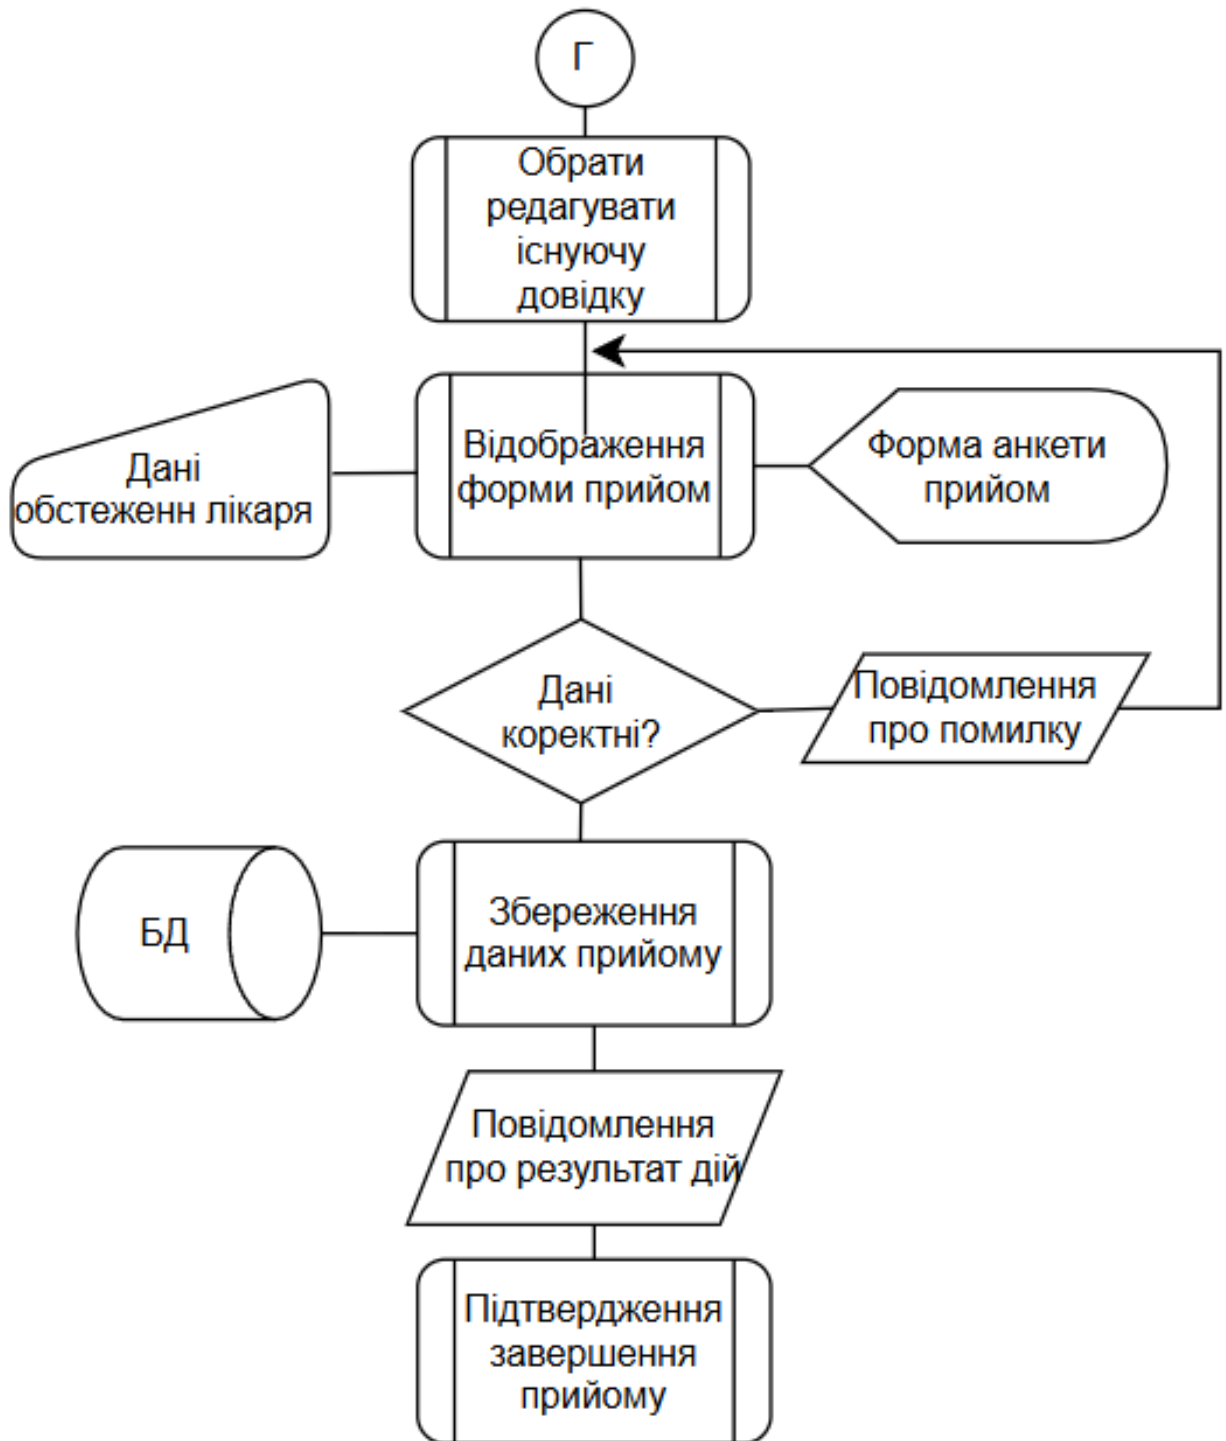 Г
Обрати
редагувати
існуючу
довідку
Дані
обстеженн лікаря
Відображення
форми прийом
Форма анкети
прийом
Дані
коректні?
Повідомлення
про помилку
БД
Збереження
даних прийому
Повідомлення
про результат дій
Підтвердження
завершення
прийому